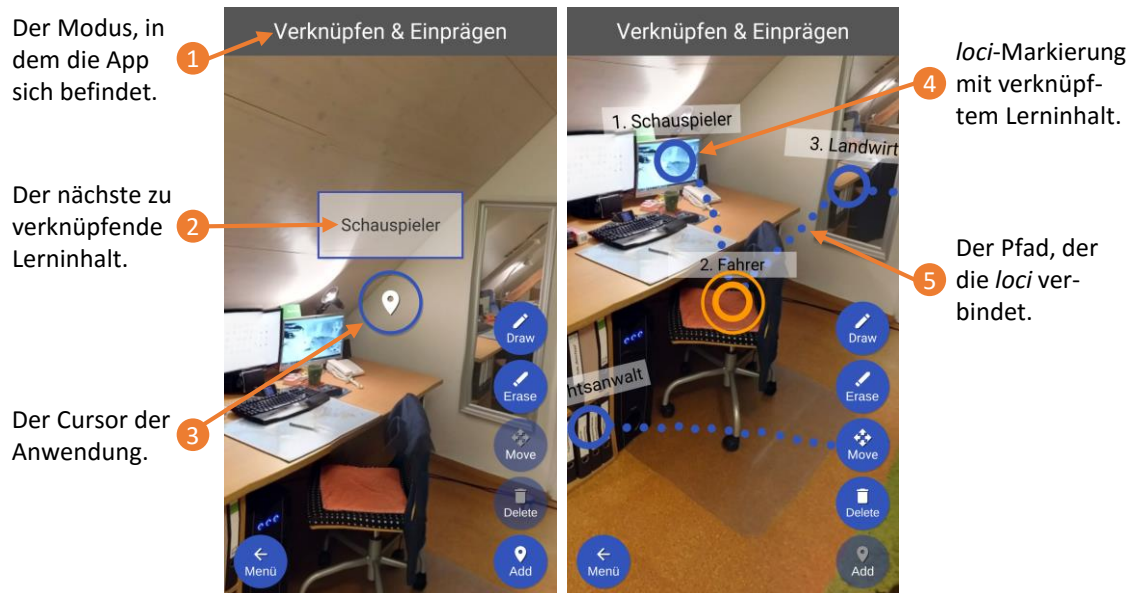 Der Modus, in
dem die App
sich befindet.
1
Der nächste zu
verknüpfende
Lerninhalt.
2
Der Cursor der
Anwendung.
3
Verknüpfen & Einprägen
Schauspieler
Draw
Erase
Move
Delete
Menü
Add
Verknüpfen & Einprägen
1. Schauspieler
3. Landwirt
2. Fahrer
htsanwalt
Draw
Erase
Move
Delete
Menü
Add
4
loci-Markierung
mit verknüpf-
tem Lerninhalt.
5
Der Pfad, der
die loci ver-
bindet.